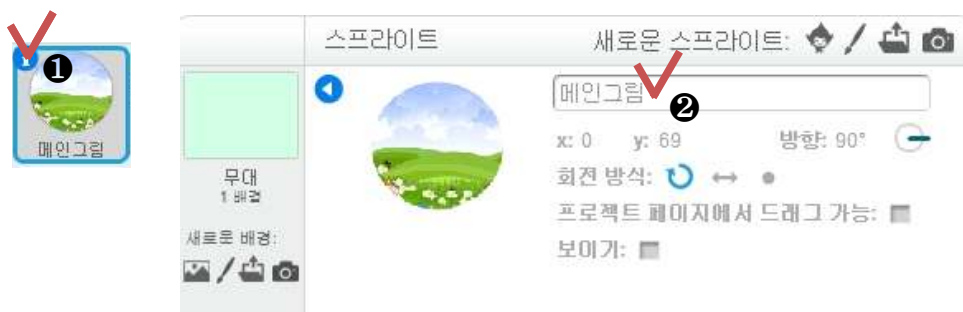 i
❶
메인그림
스프라이트
새로운 스프라이트:
메인그림
❷
x: 0 y: 69 방향: 90°
회전 방식:
프로젝트 페이지에서 드래그 가능:
보이기:
무대
1 배경
새로운 배경: